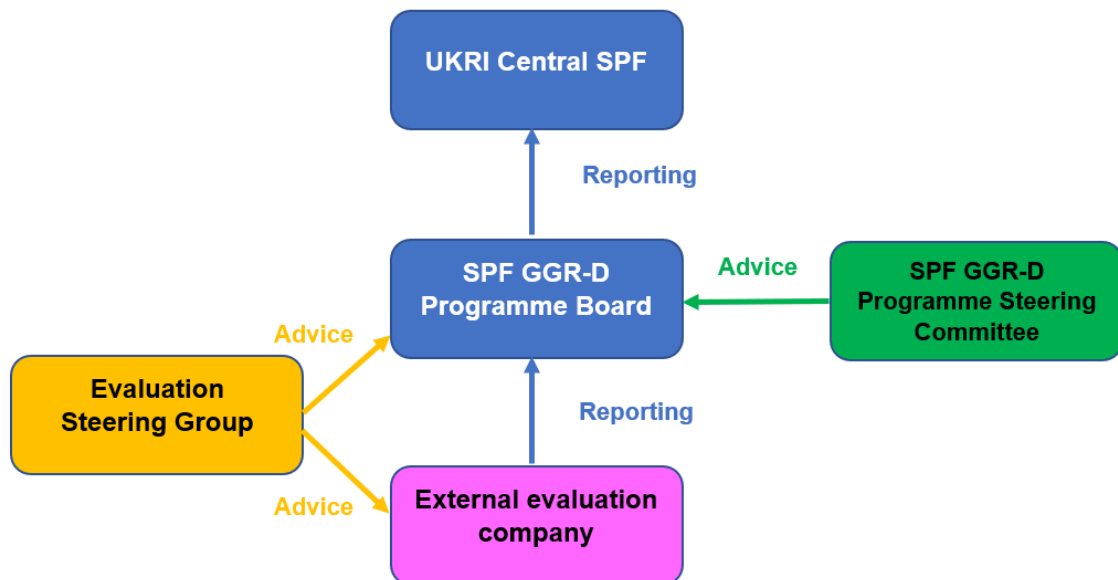 UKRI Central SPF
Reporting
SPF GGR-D
Programme Board
Advice
SPF GGR-D
Programme Steering
Committee
Advice
Evaluation
Steering Group
Reporting
Advice
External evaluation
company